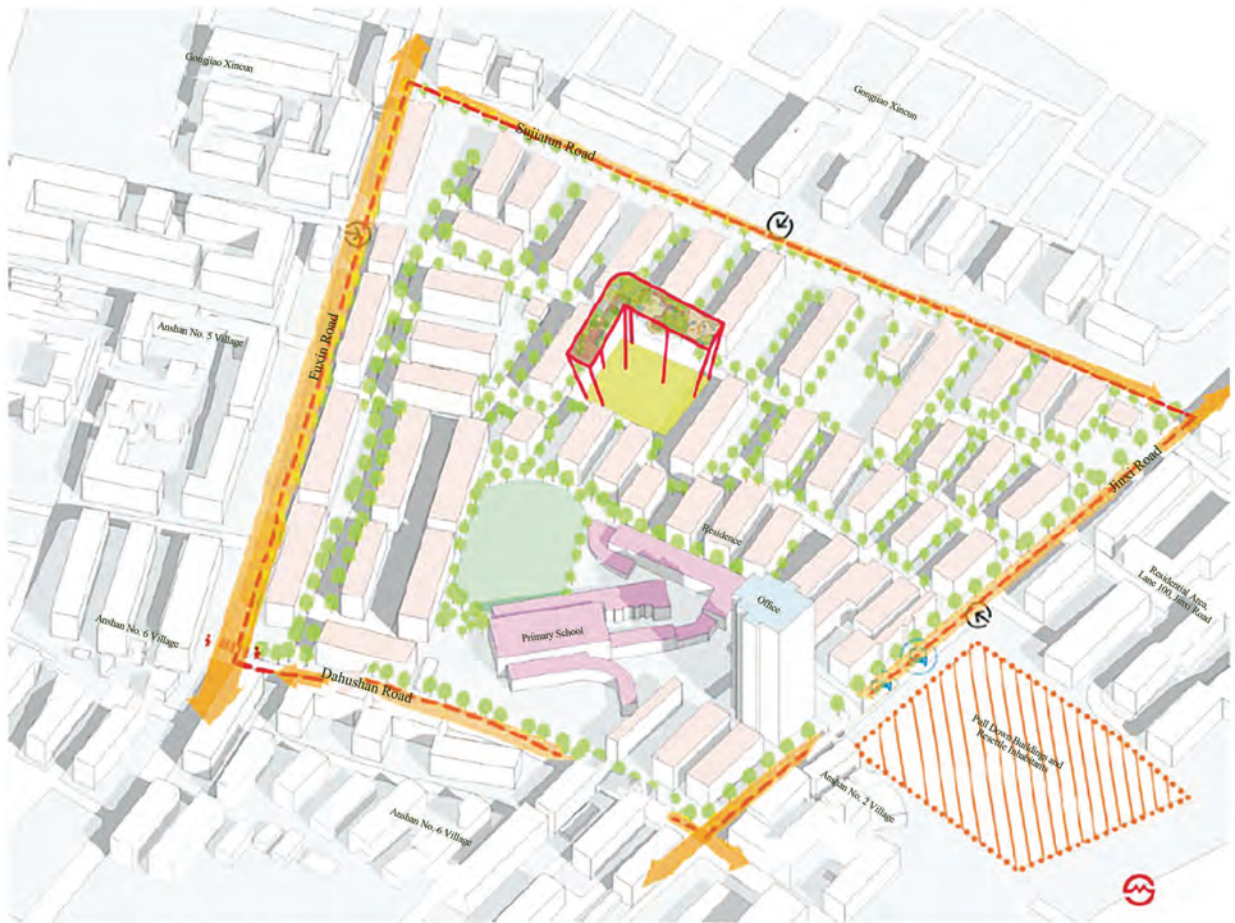 Gongjiao Xincun
Gongjiao Xincun
Sujiatun Road
Anshan No. 5 Village
Fuxin Road
Jinxi Road
Residence
Residential Area,
Lane 100, Jinxi Road
Office
Primary School
Anshan No. 6 Village
Dahushan Road
Pull Down Buildings and
Resettle Inhabitants
Anshan No. 2 Village
Anshan No. 6 Village